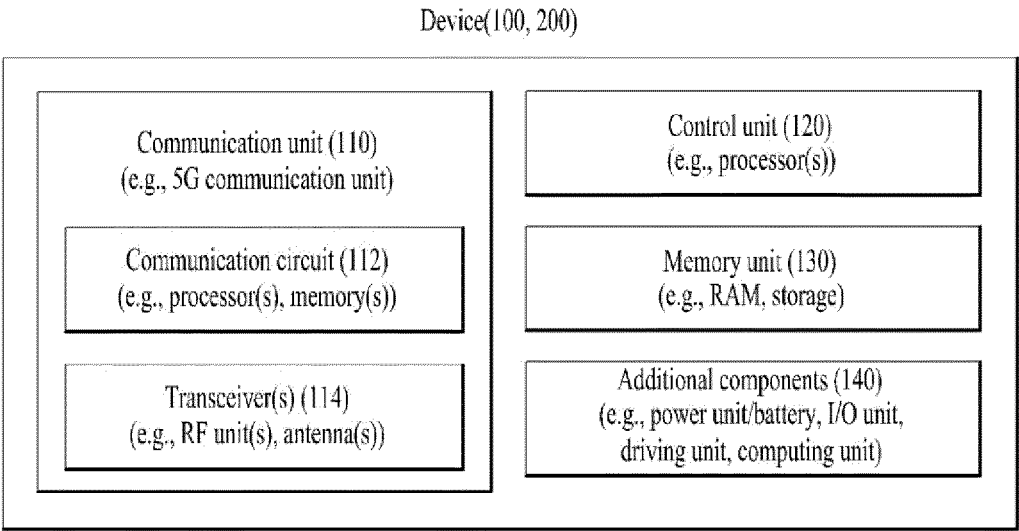 Device(100, 200)
Communication unit (110)
(e.g., 5G communication unit)
Communication circuit (112)
(e.g., processor(s), memory(s))
Transceiver(s) (114)
(e.g., RF unit(s), antenna(s))
Control unit (120)
(e.g., processor(s))
Memory unit (130)
(e.g., RAM, storage)
Additional components (140)
(e.g., power unit/battery, I/O unit,
driving unit, computing unit)